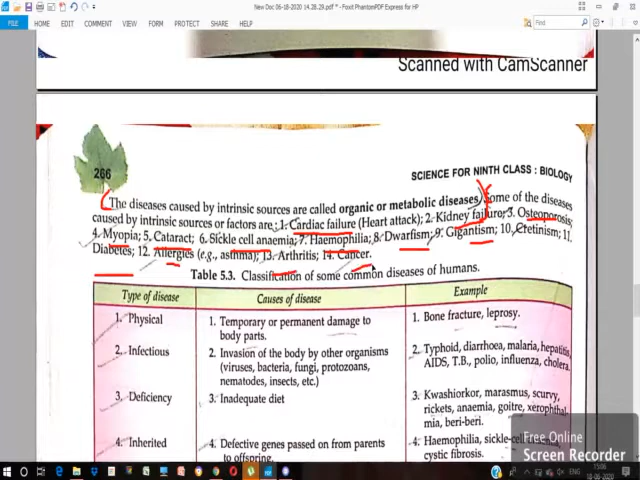 New Doc 06-18-2020 14.28.29.pdf * - Foxit PhantomPDF Express for HP
FILE HOME COMMENT VIEW FORM PROTECT SHARE HELP
Find
Scanned with CamScanner
266
SCIENCE FOR NINTH CLASS : BIOLOGY
The diseases caused by intrinsic sources are called organic or metabolic diseases. Some of the diseases
caused by intrinsic sources or factors are : 1. Cardiac failure (Heart attack); 2. Kidney failure; 3. Osteoporosis;
4. Myopia; 5. Cataract; 6. Sickle cell anaemia; 7. Haemophilia; 8. Dwarfism; 9. Gigantism; 10. Cretinism; 11.
Diabetes; 12. Allergies (e.g., asthma); 13. Arthritis; 14. Cancer.
Table 5.3. Classification of some common diseases of humans.
Type of disease Causes of disease Example
1. Physical 1. Temporary or permanent damage to 1. Bone fracture, leprosy.
body parts.
2. Infectious 2. Invasion of the body by other organisms 2. Typhoid, diarrhoea, malaria, hepatitis,
(viruses, bacteria, fungi, protozoans, AIDS, T.B., polio, influenza, cholera.
nematodes, insects, etc.)
3. Deficiency 3. Inadequate diet 3. Kwashiorkor, marasmus, scurvy,
rickets, anaemia, goitre, xerophthal-
mia, beri-beri.
4. Inherited 4. Defective genes passed on from parents 4. Haemophilia, sickle-cell
to offspring. cystic fibrosis.
Free Online
Screen Recorder
ENG
15:06
18-06-2020